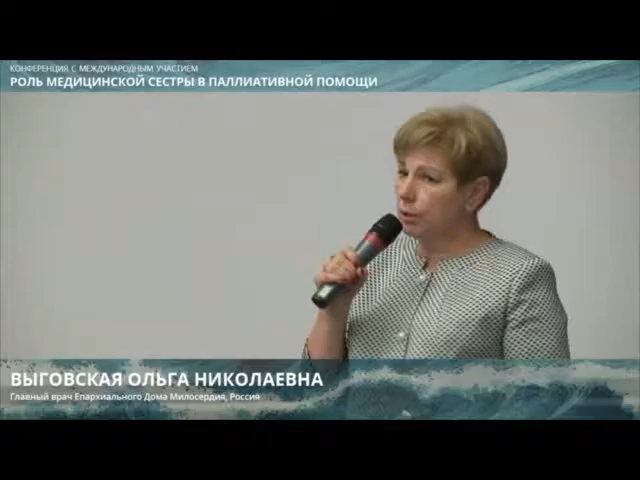 КОНФЕРЕНЦИЯ С МЕЖДУНАРОДНЫМ УЧАСТИЕМ
РОЛЬ МЕДИЦИНСКОЙ СЕСТРЫ В ПАЛЛИАТИВНОЙ ПОМОЩИ
ВЫГОВСКАЯ ОЛЬГА НИКОЛАЕВНА
Главный врач Епархиального Дома Милосердия, Россия